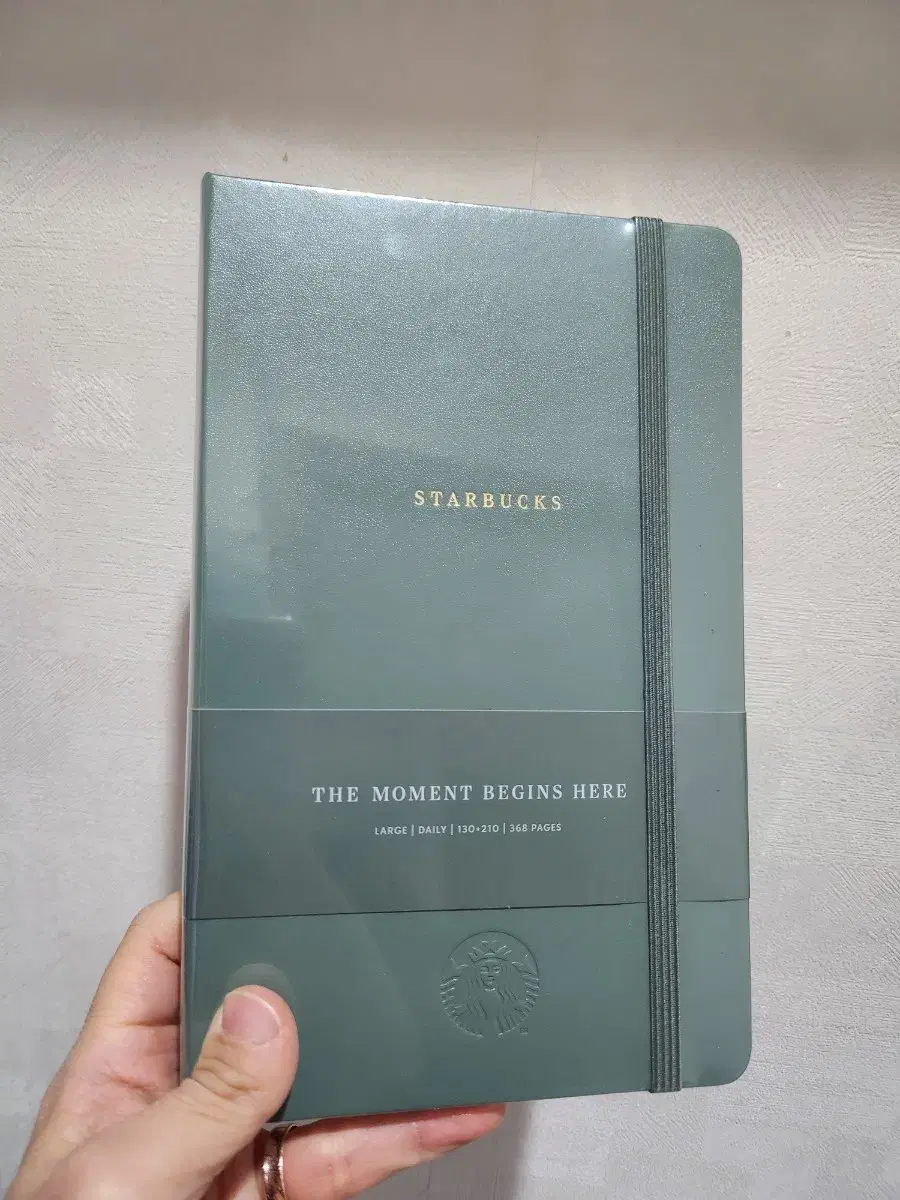 STARBUCKS
THE MOMENT BEGINS HERE
LARGE | DAILY | 130*210 | 368 PAGES